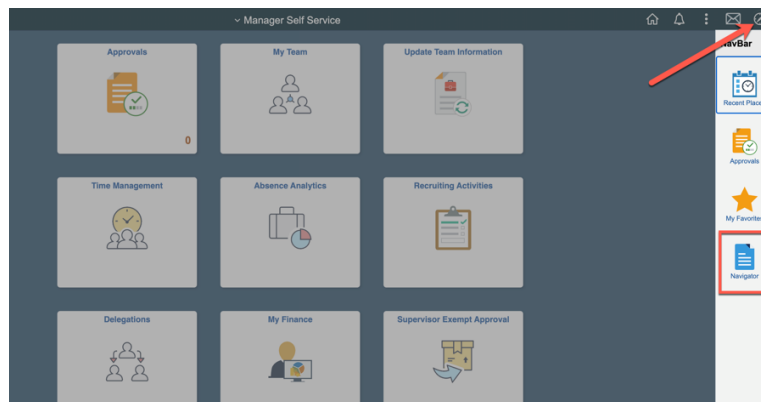 Manager Self Service
NavBar
Approvals
My Team
Update Team Information
Recent Place
0
Approvals
Time Management
Absence Analytics
Recruiting Activities
My Favorites
Navigator
Delegations
My Finance
Supervisor Exempt Approval